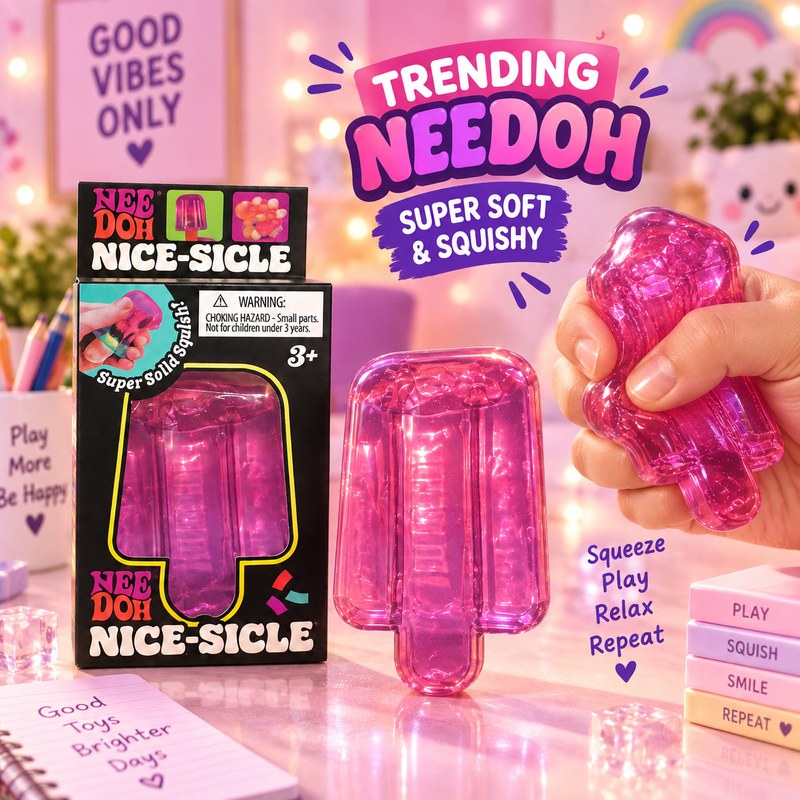 GOOD
VIBES
ONLY
TRENDING
NEEDOH
SUPER SOFT
& SQUISHY
NEE
DOH
NICE-SICLE
WARNING:
CHOKING HAZARD - Small parts.
Not for children under 3 years.
3+
Super Solid Squish!
NEE
DOH
NICE-SICLE
Play
More
Be Happy
Squeeze
Play
Relax
Repeat
PLAY
SQUISH
SMILE
REPEAT
Good
Toys
Brighter
Days